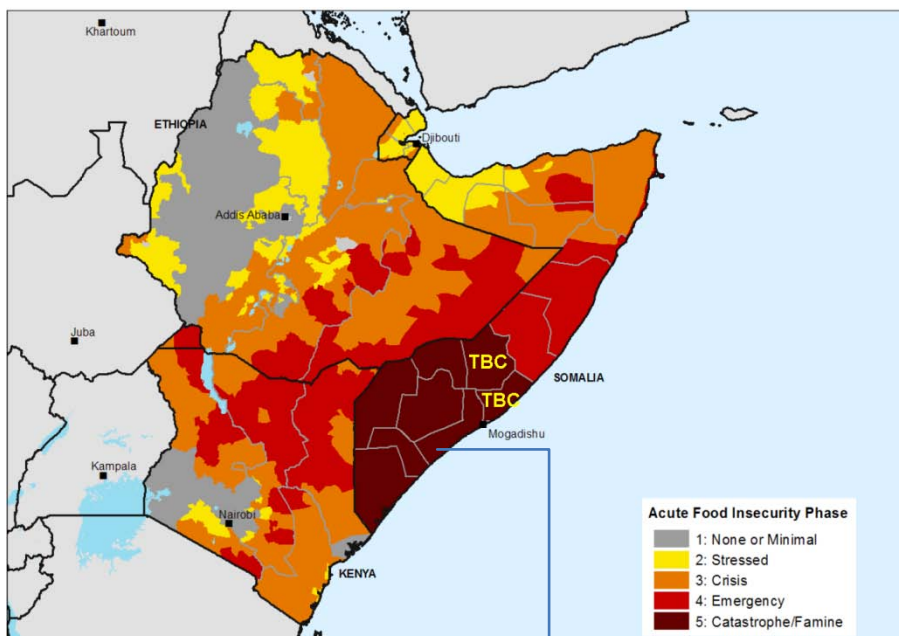 Khartoum
ETHIOPIA
Djibouti
Addis Ababa
Juba
TBC
SOMALIA
TBC
Mogadishu
Kampala
Nairobi
KENYA
Acute Food Insecurity Phase
1: None or Minimal
2: Stressed
3: Crisis
4: Emergency
5: Catastrophe/Famine